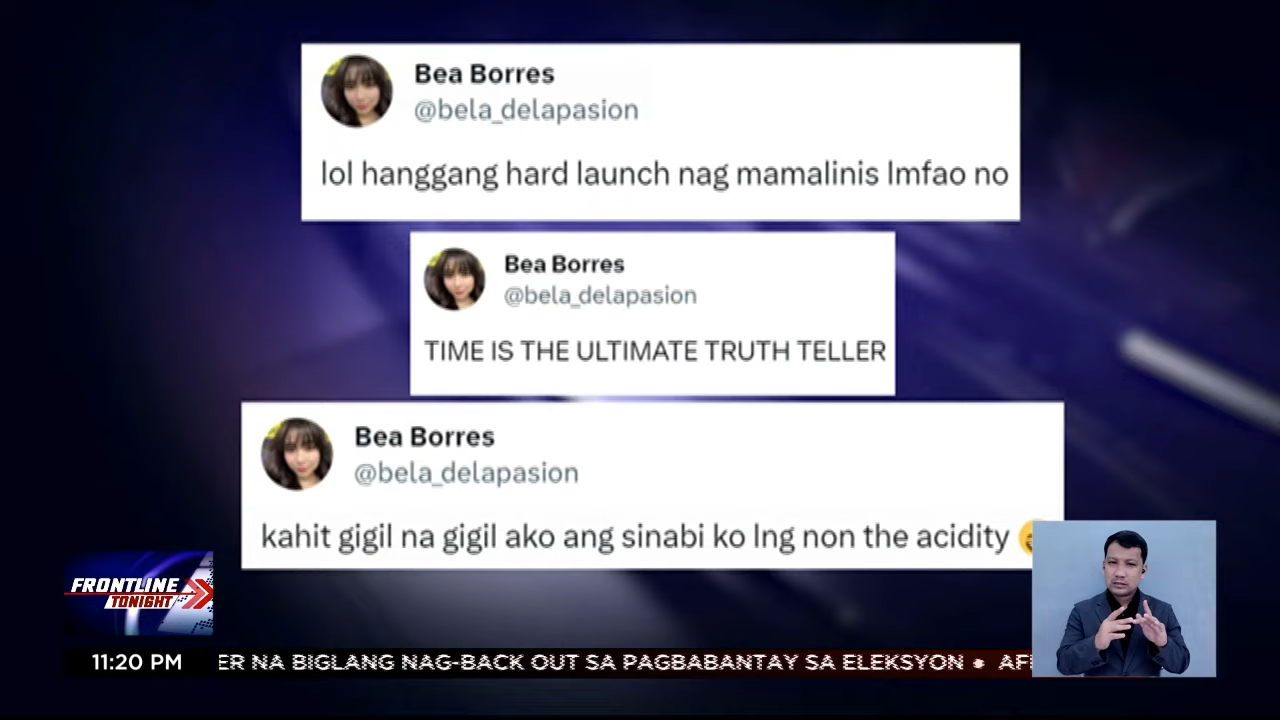 Bea Borres
@bela_delapasion
lol hanggang hard launch nag mamalinis lmfao no
Bea Borres
@bela_delapasion
TIME IS THE ULTIMATE TRUTH TELLER
Bea Borres
@bela_delapasion
kahit gigil na gigil ako ang sinabi ko lng non the acidity
FRONTLINE
TONIGHT
11:20 PM
ER NA BIGLANG NAG-BACK OUT SA PAGBABANTAY SA ELEKSYON